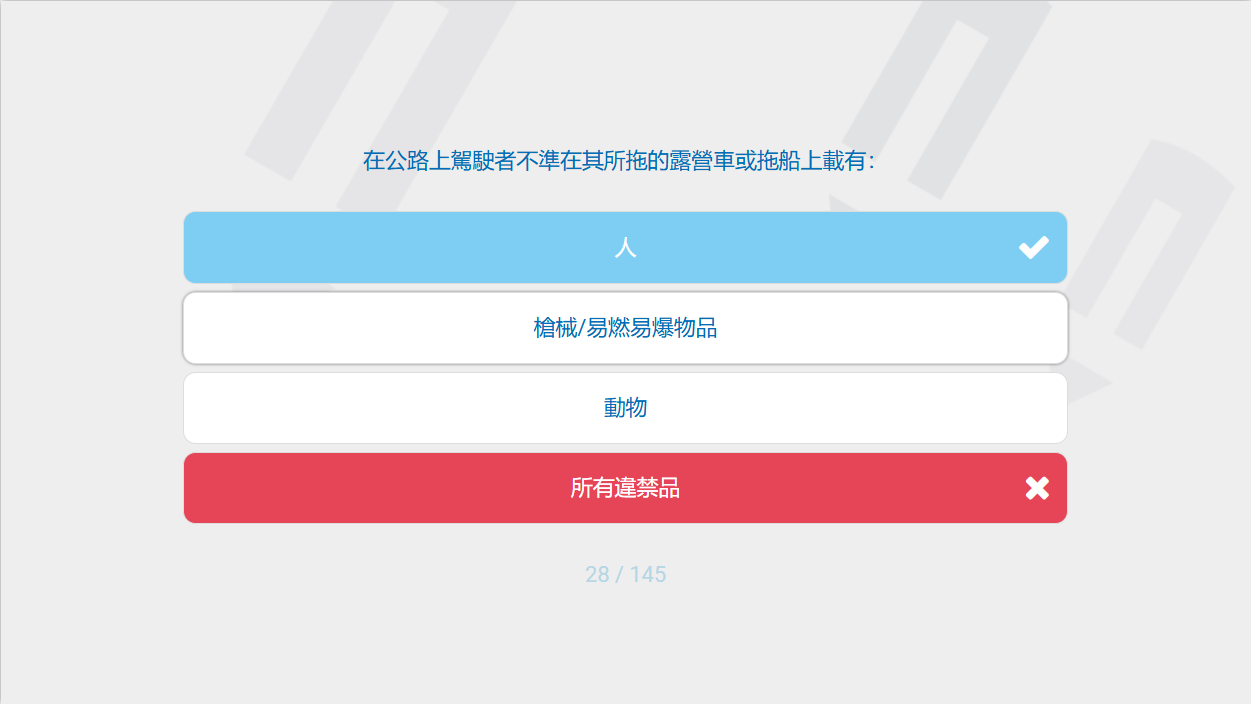 在公路上駕駛者不準在其所拖的露營車或拖船上載有：
人
槍械/易燃易爆物品
動物
所有違禁品
28 / 145